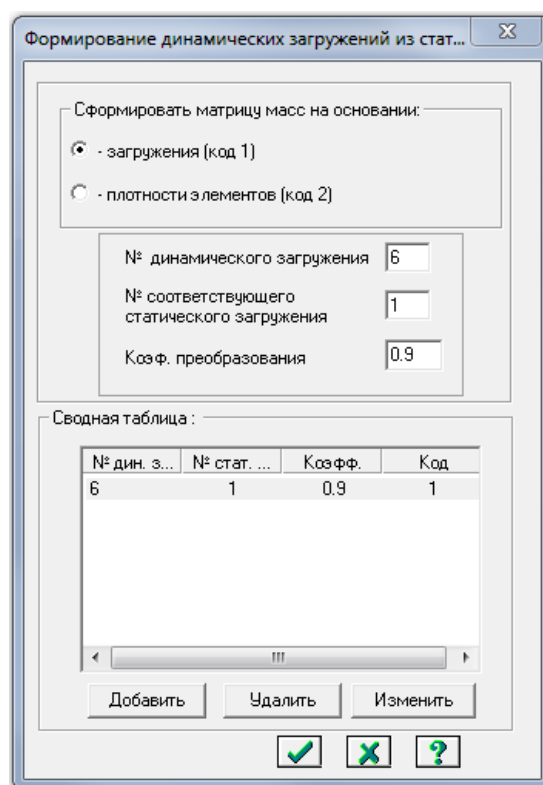 Формирование динамических загружений из стат...
Сформировать матрицу масс на основании:
- загружения (код 1)
- плотности элементов (код 2)
№ динамического загружения 6
№ соответствующего
статического загружения 1
Коэф. преобразования 0.9
Сводная таблица :
№ дин. з... № стат. ... Коэфф. Код
6 1 0.9 1
Добавить Удалить Изменить
?